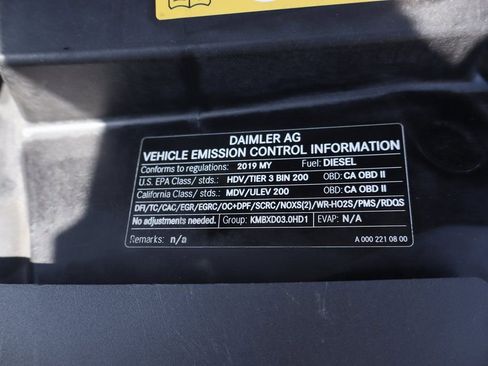 DAIMLER AG
VEHICLE EMISSION CONTROL INFORMATION
Conforms to regulations: 2019 MY Fuel: DIESEL
U.S. EPA Class/ stds.: HDV/TIER 3 BIN 200 OBD: CA OBD II
California Class/ stds.: MDV/ULEV 200 OBD: CA OBD II
DFI/TC/CAC/EGR/EGRC/OC+DPF/SCRC/NOXS(2)/WR-HO2S/PMS/RDQS
No adjustments needed. Group: KMBXD03.0HD1 EVAP: N/A
Remarks: n/a A 000 221 08 00